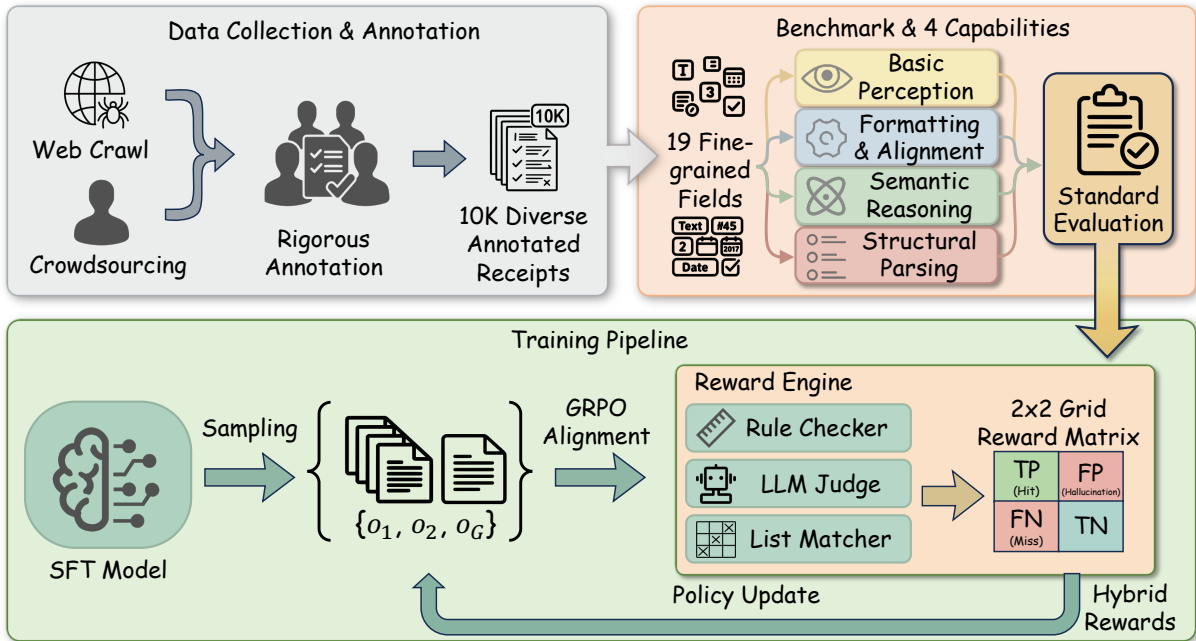 Data Collection & Annotation
Web Crawl
Crowdsourcing
Rigorous
Annotation
10K
10K Diverse
Annotated
Receipts
Benchmark & 4 Capabilities
T
3
19 Fine-
grained
Fields
Text
#45
2
2017
Date
Basic
Perception
Formatting
& Alignment
Semantic
Reasoning
Structural
Parsing
Standard
Evaluation
Training Pipeline
SFT Model
Sampling
{o₁, o₂, o_G}
GRPO
Alignment
Reward Engine
Rule Checker
LLM Judge
List Matcher
2x2 Grid
Reward Matrix
TP
(Hit)
FP
(Hallucination)
FN
(Miss)
TN
Policy Update
Hybrid
Rewards